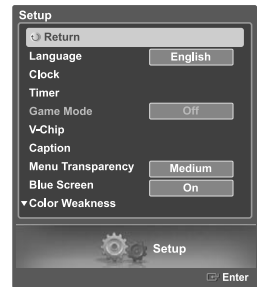 Setup
Return
Language English
Clock
Timer
Game Mode Off
V-Chip
Caption
Menu Transparency Medium
Blue Screen On
▼Color Weakness
Setup
Enter